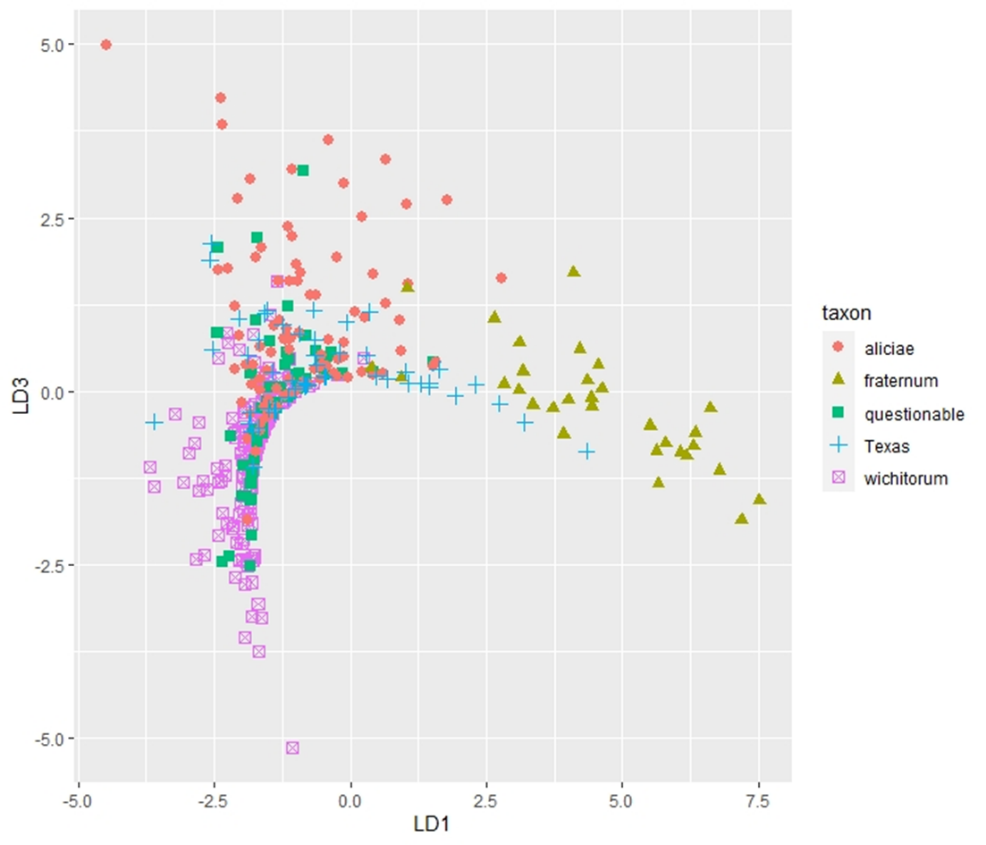 5.0
2.5
0.0
-2.5
-5.0
LD3
-5.0
-2.5
0.0
2.5
5.0
7.5
LD1
taxon
aliciae
fraternum
questionable
Texas
wichitorum